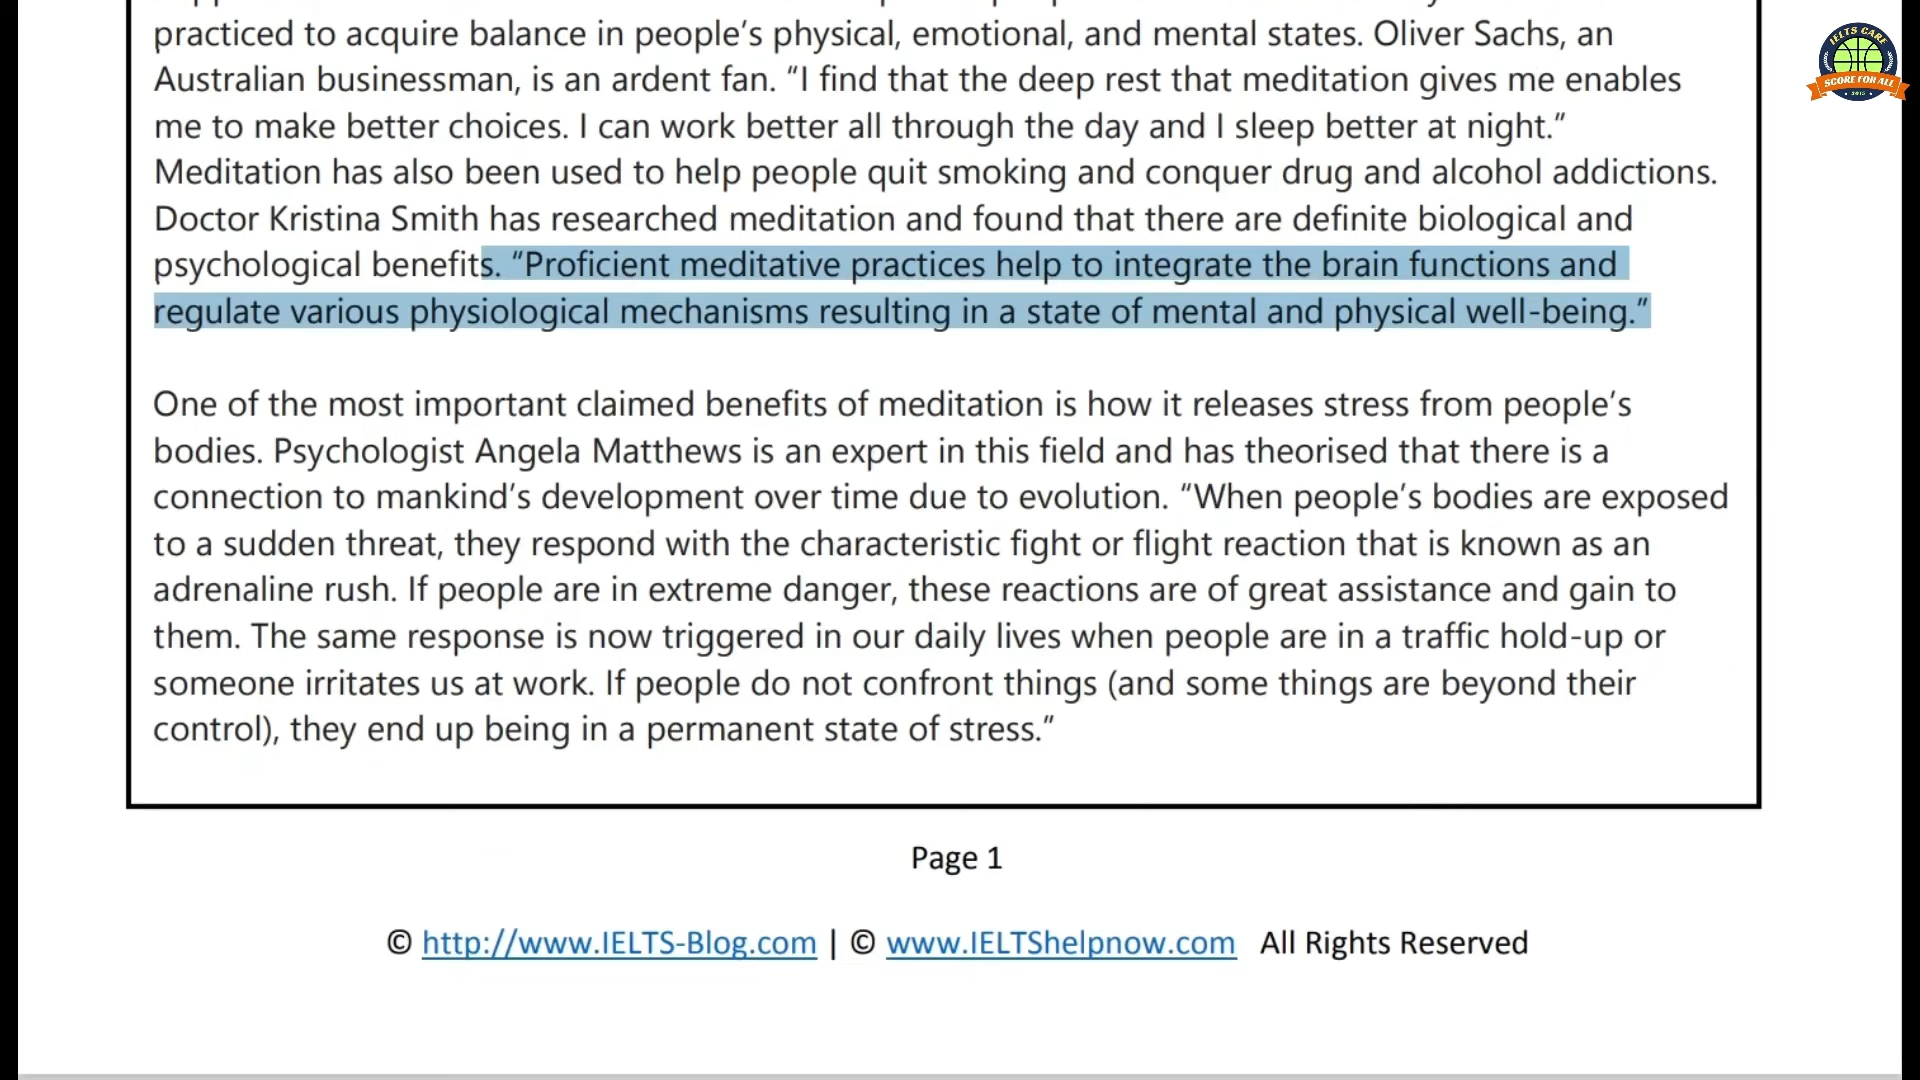 practiced to acquire balance in people’s physical, emotional, and mental states. Oliver Sachs, an
Australian businessman, is an ardent fan. “I find that the deep rest that meditation gives me enables
me to make better choices. I can work better all through the day and I sleep better at night.”
Meditation has also been used to help people quit smoking and conquer drug and alcohol addictions.
Doctor Kristina Smith has researched meditation and found that there are definite biological and
psychological benefits. “Proficient meditative practices help to integrate the brain functions and
regulate various physiological mechanisms resulting in a state of mental and physical well-being.”
One of the most important claimed benefits of meditation is how it releases stress from people’s
bodies. Psychologist Angela Matthews is an expert in this field and has theorised that there is a
connection to mankind’s development over time due to evolution. “When people’s bodies are exposed
to a sudden threat, they respond with the characteristic fight or flight reaction that is known as an
adrenaline rush. If people are in extreme danger, these reactions are of great assistance and gain to
them. The same response is now triggered in our daily lives when people are in a traffic hold-up or
someone irritates us at work. If people do not confront things (and some things are beyond their
control), they end up being in a permanent state of stress.”
Page 1
© http://www.IELTS-Blog.com | © www.IELTShelpnow.com All Rights Reserved
IELTS CARE
SCORE FOR ALL